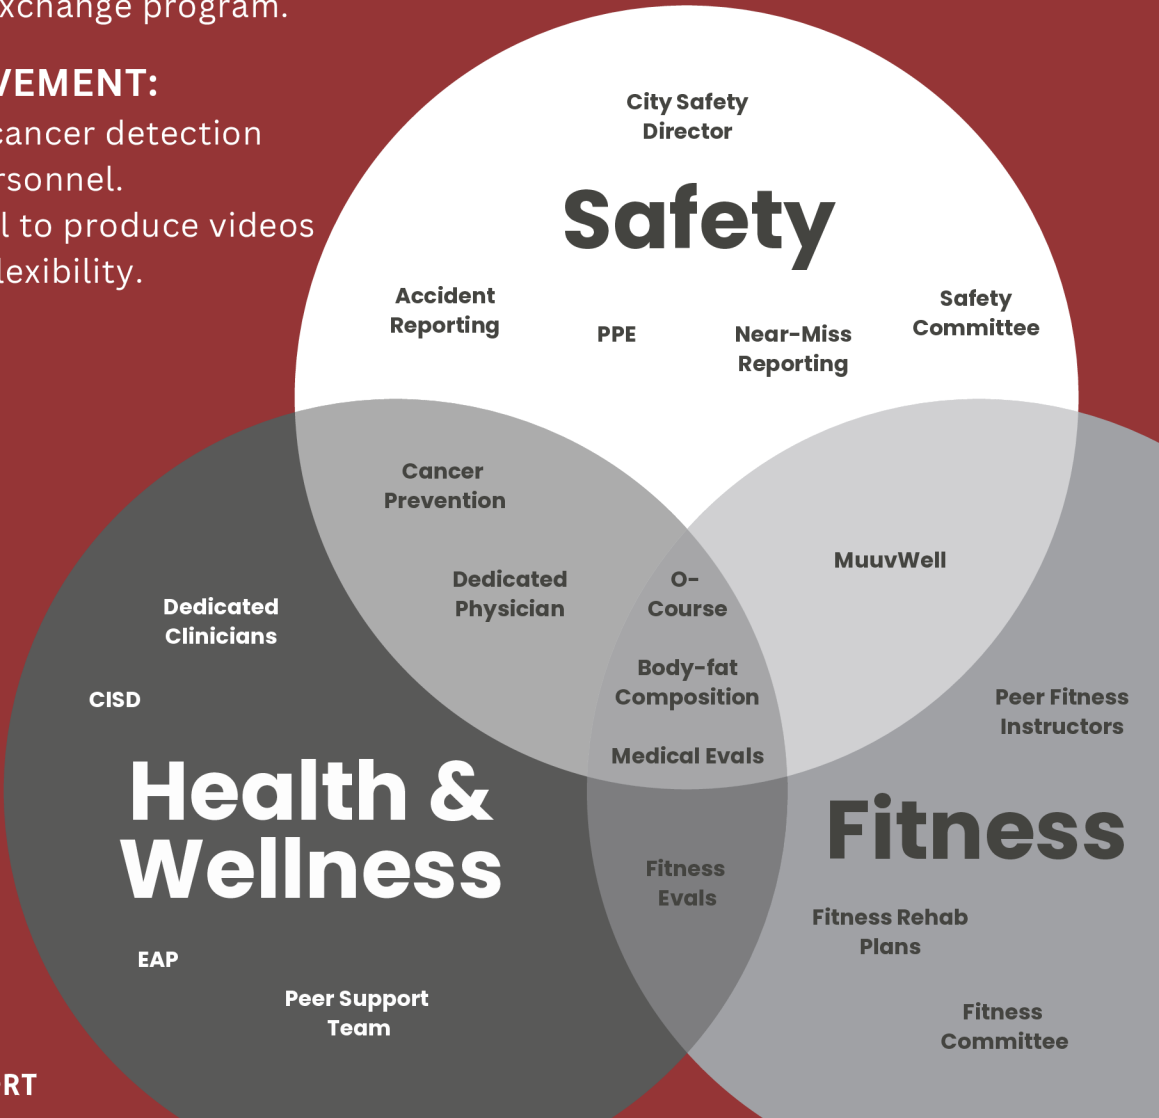 xchange program.
VEMENT:
cancer detection
rsonnel.
l to produce videos
lexibility.
City Safety
Director
Safety
Accident
Reporting
PPE
Near-Miss
Reporting
Safety
Committee
Cancer
Prevention
Dedicated
Physician
O-
Course
MuuvWell
Body-fat
Composition
Medical Evals
Dedicated
Clinicians
CISD
Health &
Wellness
Peer Fitness
Instructors
Fitness
Fitness
Evals
Fitness Rehab
Plans
EAP
Peer Support
Team
Fitness
Committee
RT